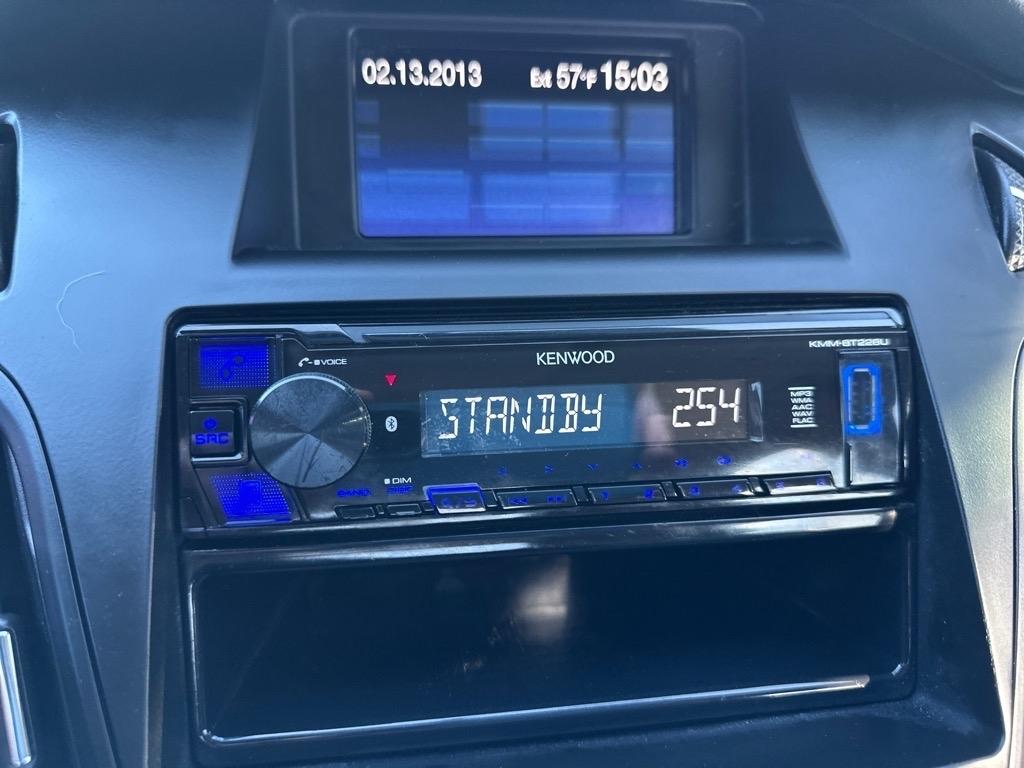 02.13.2013 Ext 57°F 15:03
VOICE
KENWOOD
KMM-BT228U
STANDBY 254
MP3
WMA
AAC
WAV
FLAC
SRC
DIM
BAND